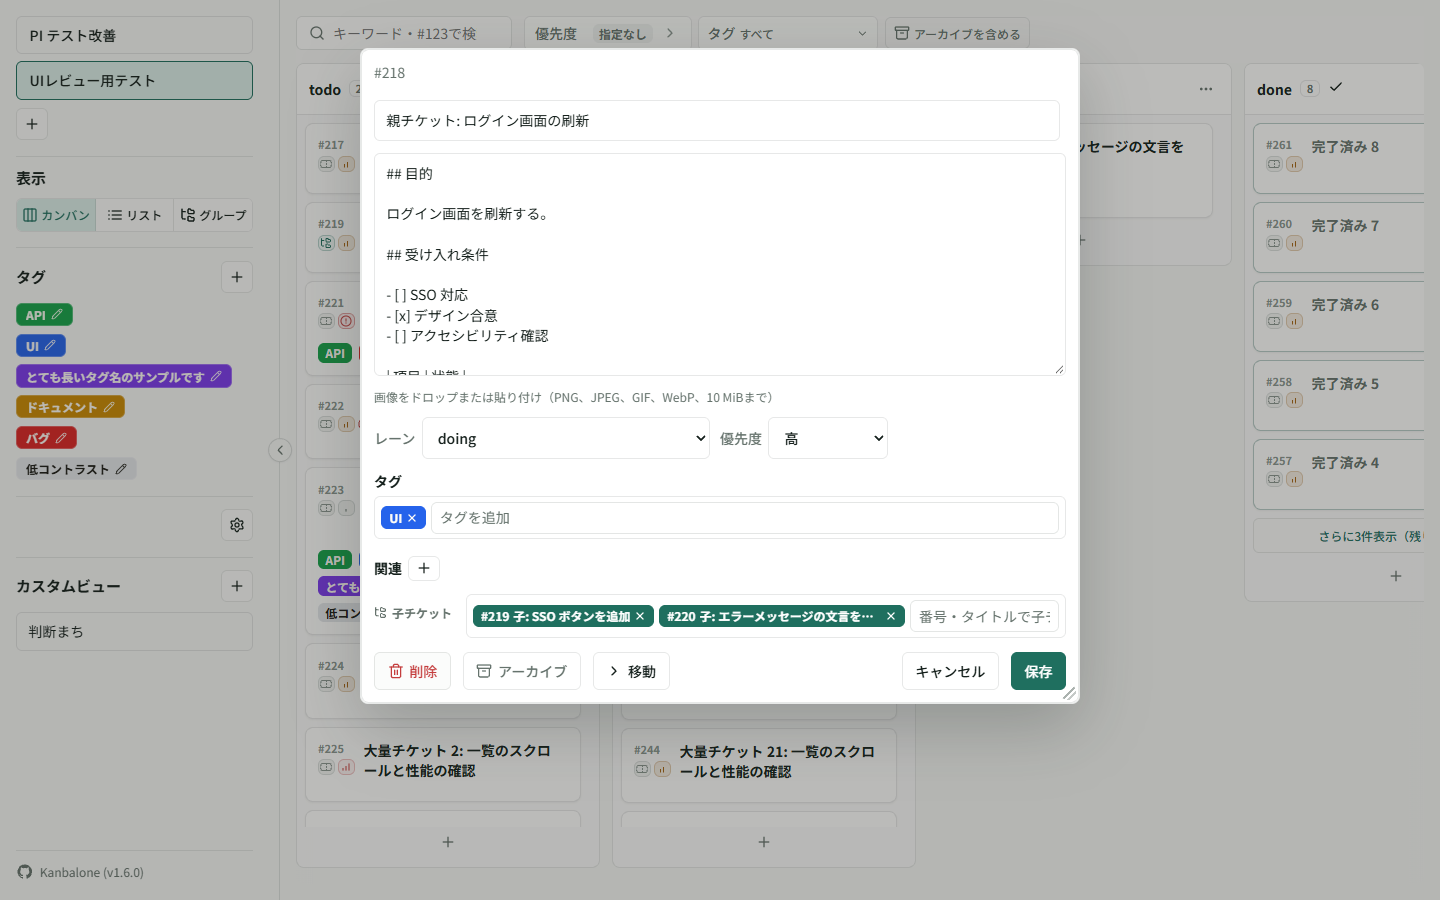 PI テスト改善
UIレビュー用テスト
表示
カンバン
リスト
グループ
タグ
API
UI
とても長いタグ名のサンプルです
ドキュメント
バグ
低コントラスト
カスタムビュー
判断まち
Kanbalone (v1.6.0)
キーワード・#123で検
優先度 指定なし
タグ すべて
アーカイブを含める
todo
#217
#219
#221
API
#222
#223
API
とても
低コン
#224
#225
大量チケット 2: 一覧のスクロ
ールと性能の確認
#218
親チケット: ログイン画面の刷新
## 目的
ログイン画面を刷新する。
## 受け入れ条件
- [ ] SSO 対応
- [x] デザイン合意
- [ ] アクセシビリティ確認
| 項目 | 状態 |
画像をドロップまたは貼り付け（PNG、JPEG、GIF、WebP、10 MiBまで）
レーン doing 優先度 高
タグ
UI
タグを追加
関連
子チケット
#219 子: SSO ボタンを追加
#220 子: エラーメッセージの文言を…
番号・タイトルで子
削除
アーカイブ
移動
キャンセル
保存
#244
大量チケット 21: 一覧のスクロ
ールと性能の確認
ッセージの文言を
done 8
#261 完了済み 8
#260 完了済み 7
#259 完了済み 6
#258 完了済み 5
#257 完了済み 4
さらに3件表示（残